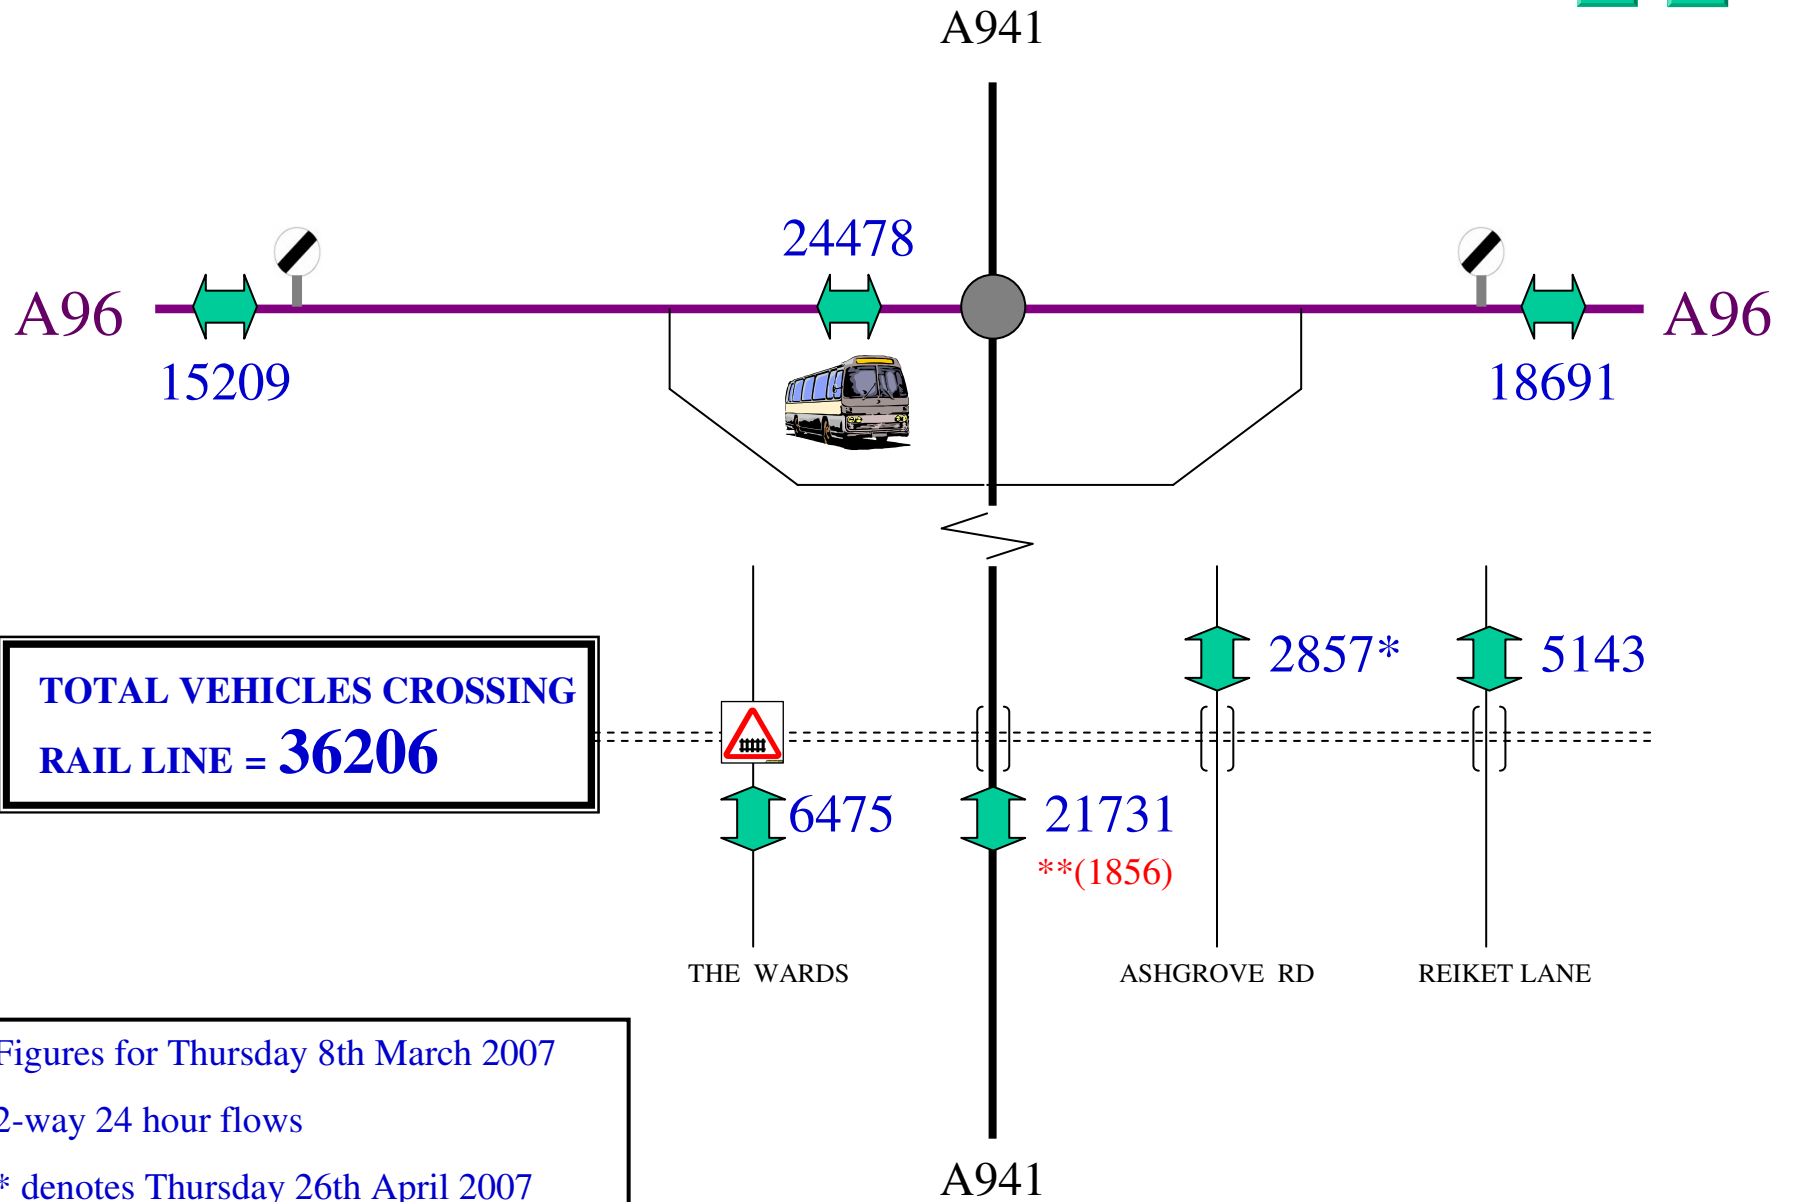 A941
24478
A96
A96
15209
18691
2857*
5143
TOTAL VEHICLES CROSSING
RAIL LINE = 36206
6475
21731
**(1856)
THE WARDS
ASHGROVE RD
REIKET LANE
Figures for Thursday 8th March 2007
2-way 24 hour flows
* denotes Thursday 26th April 2007
A941